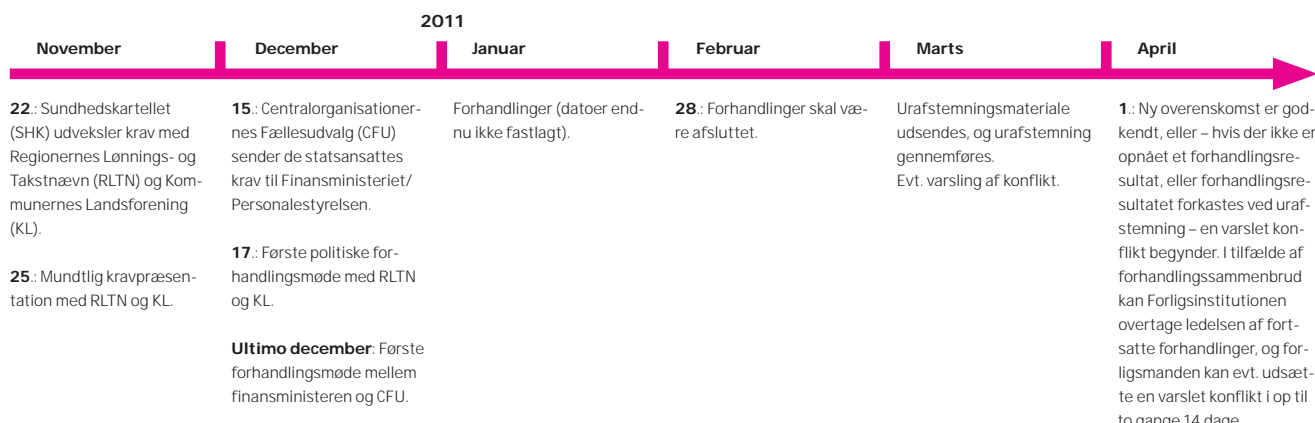 2011
November
December
Januar
Februar
Marts
April
22.: Sundhedskartellet
(SHK) udveksler krav med
Regionernes Lønnings- og
Takstnævn (RLTN) og Kom-
munernes Landsforening
(KL).
25.: Mundtlig kravpræsen-
tation med RLTN og KL.
15.: Centralorganisationer-
nes Fællesudvalg (CFU)
sender de statsansattes
krav til Finansministeriet/
Personalestyrelsen.
17.: Første politiske for-
handlingsmøde med RLTN
og KL.
Ultimo december: Første
forhandlingsmøde mellem
finansministeren og CFU.
Forhandlinger (datoer end-
nu ikke fastlagt).
28.: Forhandlinger skal væ-
re afsluttet.
Urafstemningsmateriale
udsendes, og urafstemning
gennemføres.
Evt. varsling af konflikt.
1.: Ny overenskomst er god-
kendt, eller – hvis der ikke er
opnået et forhandlingsre-
sultat, eller forhandlingsre-
sultatet forkastes ved uraf-
stemning – en varslet kon-
flikt begynder. I tilfælde af
forhandlingssammenbrud
kan Forligsinstitutionen
overtage ledelsen af fort-
satte forhandlinger, og for-
ligsmanden kan evt. udsæt-
te en varslet konflikt i op til
to gange 14 dage